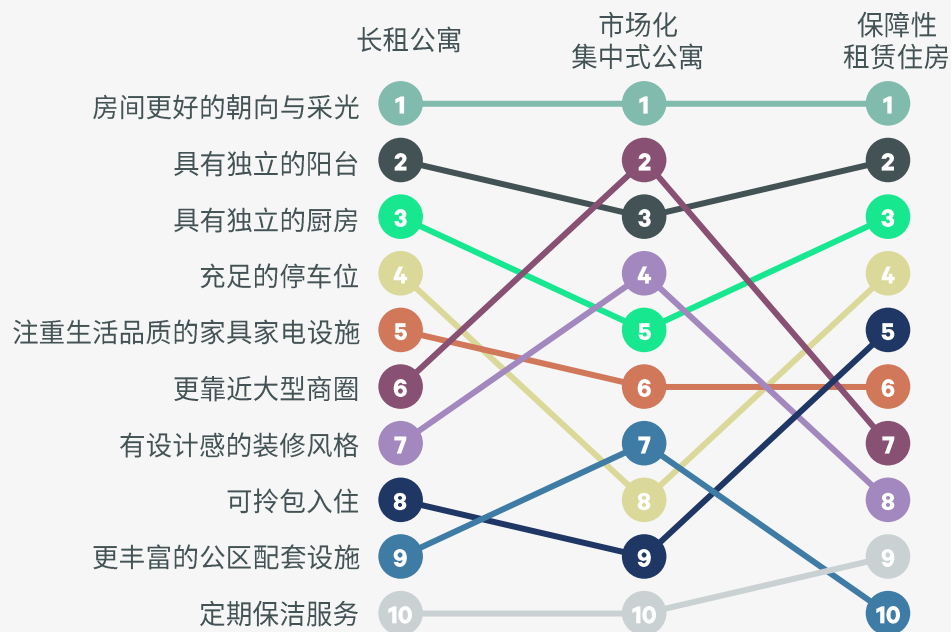 长租公寓
市场化
集中式公寓
保障性
租赁住房
房间更好的朝向与采光 1 1 1
具有独立的阳台 2 2 2
具有独立的厨房 3 3 3
充足的停车位 4 4 4
注重生活品质的家具家电设施 5 5 5
更靠近大型商圈 6 6 6
有设计感的装修风格 7 7 7
可拎包入住 8 8 8
更丰富的公区配套设施 9 9 9
定期保洁服务 10 10 10